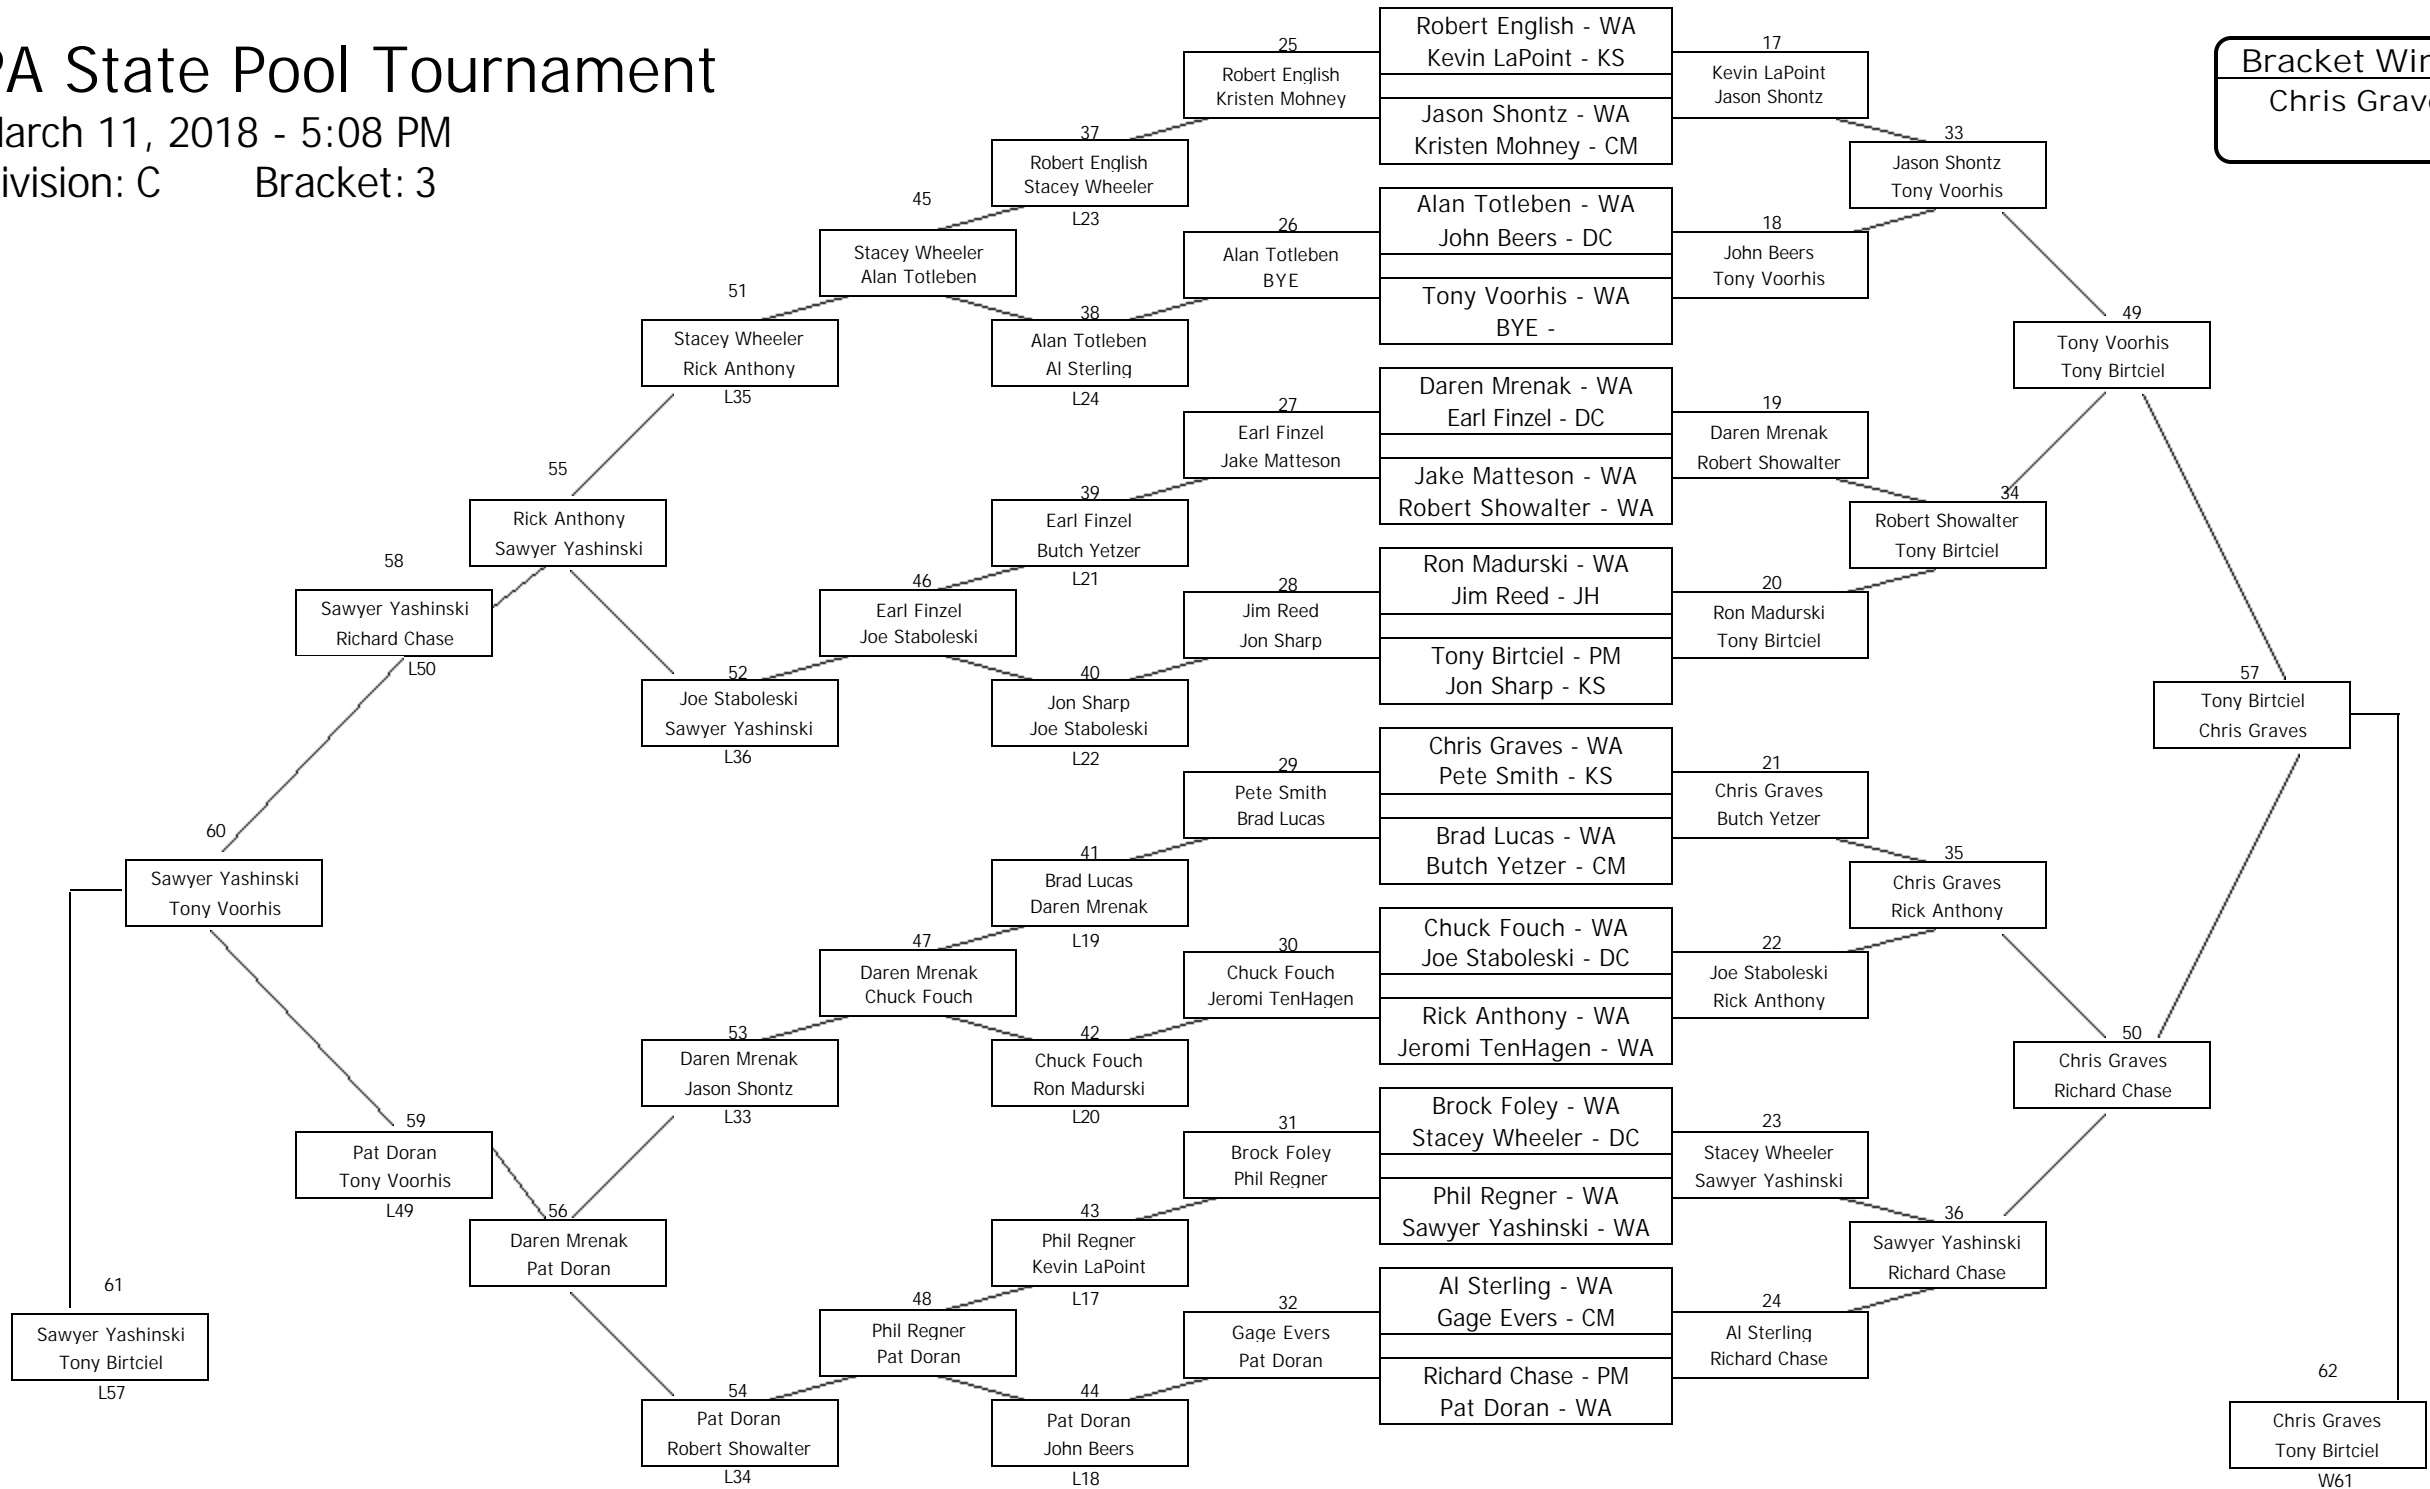 PA State Pool Tournament
March 11, 2018 - 5:08 PM
Division: C Bracket: 3
Bracket Win
Chris Grav
61
Sawyer Yashinski
Tony Birtciel
L57
60
Sawyer Yashinski
Tony Voorhis
58
Sawyer Yashinski
Richard Chase
L50
59
Pat Doran
Tony Voorhis
L49
55
Rick Anthony
Sawyer Yashinski
56
Daren Mrenak
Pat Doran
51
Stacey Wheeler
Rick Anthony
L35
52
Joe Staboleski
Sawyer Yashinski
L36
53
Daren Mrenak
Jason Shontz
L33
54
Pat Doran
Robert Showalter
L34
45
Stacey Wheeler
Alan Totleben
46
Earl Finzel
Joe Staboleski
47
Daren Mrenak
Chuck Fouch
48
Phil Regner
Pat Doran
37
Robert English
Stacey Wheeler
L23
38
Alan Totleben
Al Sterling
L24
39
Earl Finzel
Butch Yetzer
L21
40
Jon Sharp
Joe Staboleski
L22
41
Brad Lucas
Daren Mrenak
L19
42
Chuck Fouch
Ron Madurski
L20
43
Phil Regner
Kevin LaPoint
L17
44
Pat Doran
John Beers
L18
25
Robert English
Kristen Mohney
26
Alan Totleben
BYE
27
Earl Finzel
Jake Matteson
28
Jim Reed
Jon Sharp
29
Pete Smith
Brad Lucas
30
Chuck Fouch
Jeromi TenHagen
31
Brock Foley
Phil Regner
32
Gage Evers
Pat Doran
Robert English - WA
Kevin LaPoint - KS
Jason Shontz - WA
Kristen Mohney - CM
Alan Totleben - WA
John Beers - DC
Tony Voorhis - WA
BYE -
Daren Mrenak - WA
Earl Finzel - DC
Jake Matteson - WA
Robert Showalter - WA
Ron Madurski - WA
Jim Reed - JH
Tony Birtciel - PM
Jon Sharp - KS
Chris Graves - WA
Pete Smith - KS
Brad Lucas - WA
Butch Yetzer - CM
Chuck Fouch - WA
Joe Staboleski - DC
Rick Anthony - WA
Jeromi TenHagen - WA
Brock Foley - WA
Stacey Wheeler - DC
Phil Regner - WA
Sawyer Yashinski - WA
Al Sterling - WA
Gage Evers - CM
Richard Chase - PM
Pat Doran - WA
17
Kevin LaPoint
Jason Shontz
18
John Beers
Tony Voorhis
19
Daren Mrenak
Robert Showalter
20
Ron Madurski
Tony Birtciel
21
Chris Graves
Butch Yetzer
22
Joe Staboleski
Rick Anthony
23
Stacey Wheeler
Sawyer Yashinski
24
Al Sterling
Richard Chase
33
Jason Shontz
Tony Voorhis
34
Robert Showalter
Tony Birtciel
35
Chris Graves
Rick Anthony
36
Sawyer Yashinski
Richard Chase
49
Tony Voorhis
Tony Birtciel
50
Chris Graves
Richard Chase
57
Tony Birtciel
Chris Graves
62
Chris Graves
Tony Birtciel
W61